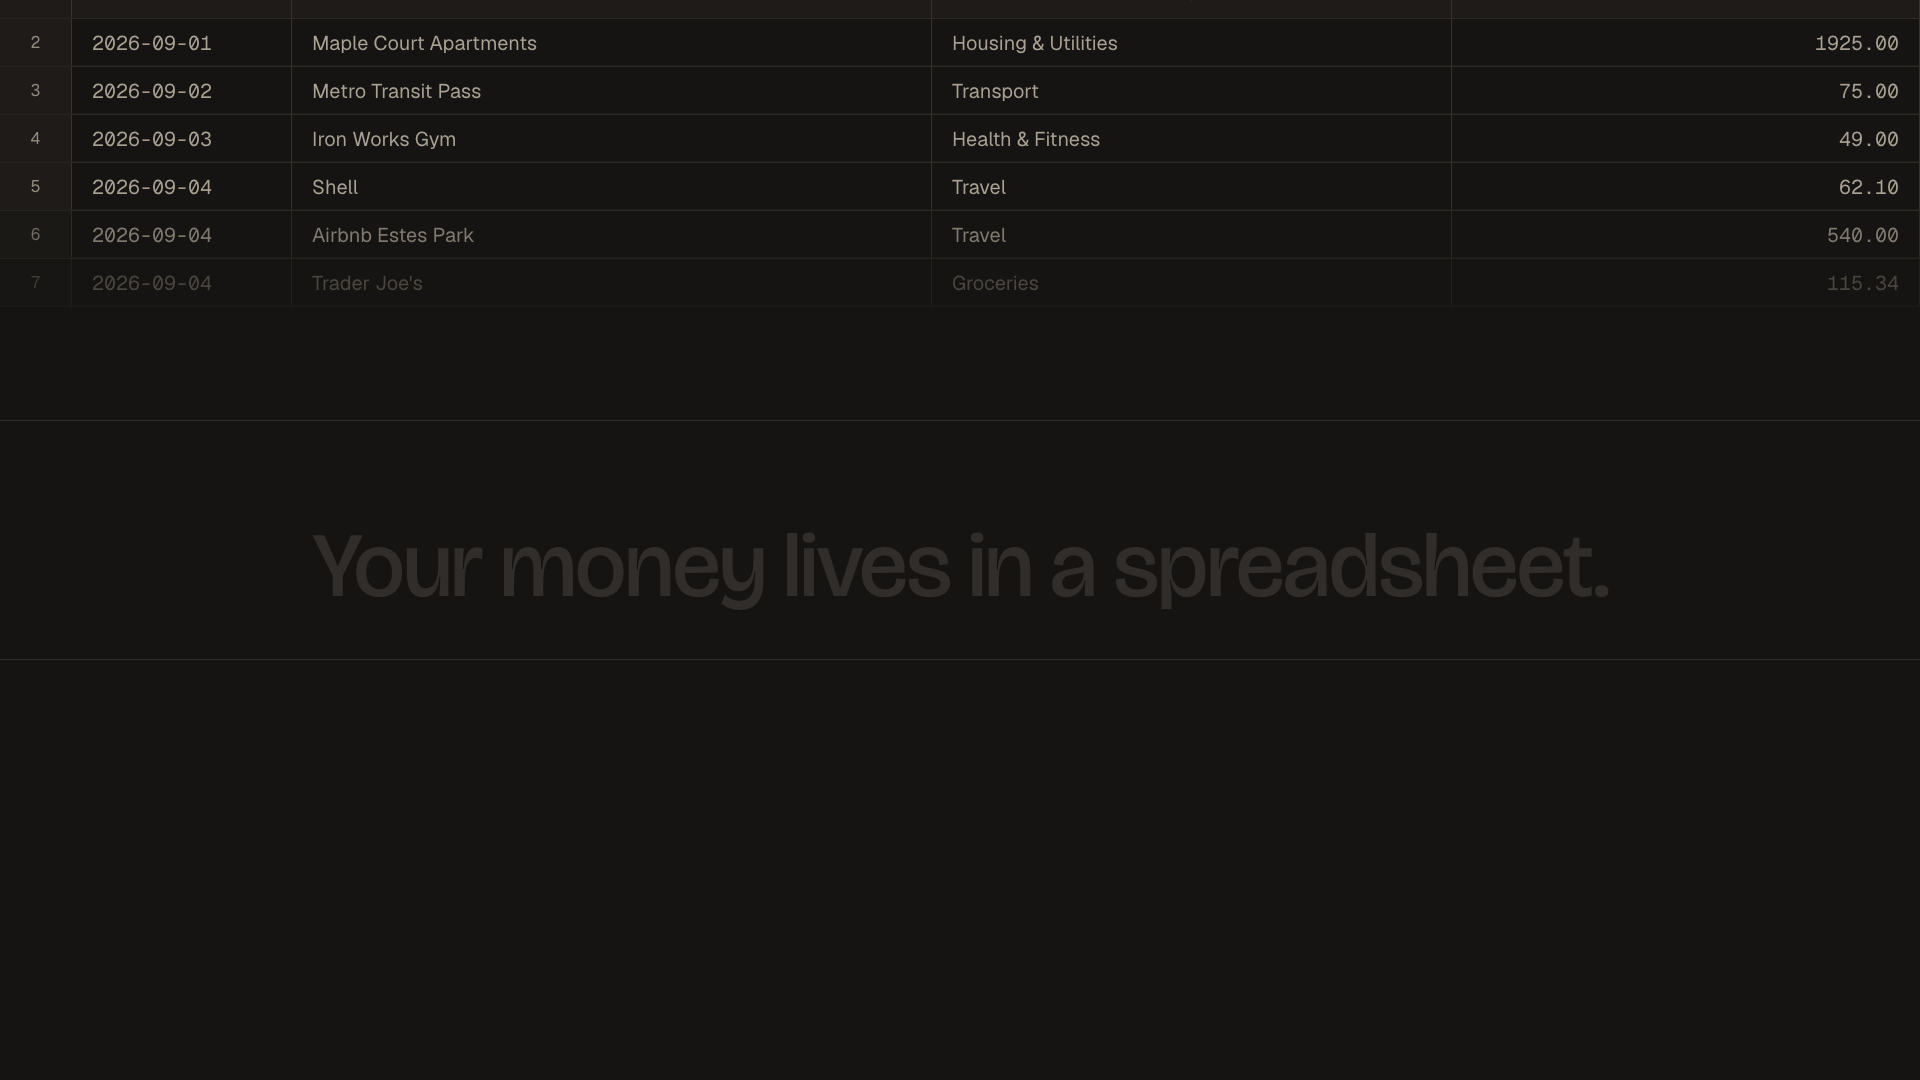 2 2026-09-01 Maple Court Apartments Housing & Utilities 1925.00
3 2026-09-02 Metro Transit Pass Transport 75.00
4 2026-09-03 Iron Works Gym Health & Fitness 49.00
5 2026-09-04 Shell Travel 62.10
6 2026-09-04 Airbnb Estes Park Travel 540.00
7 2026-09-04 Trader Joe's Groceries 115.34
Your money lives in a spreadsheet.